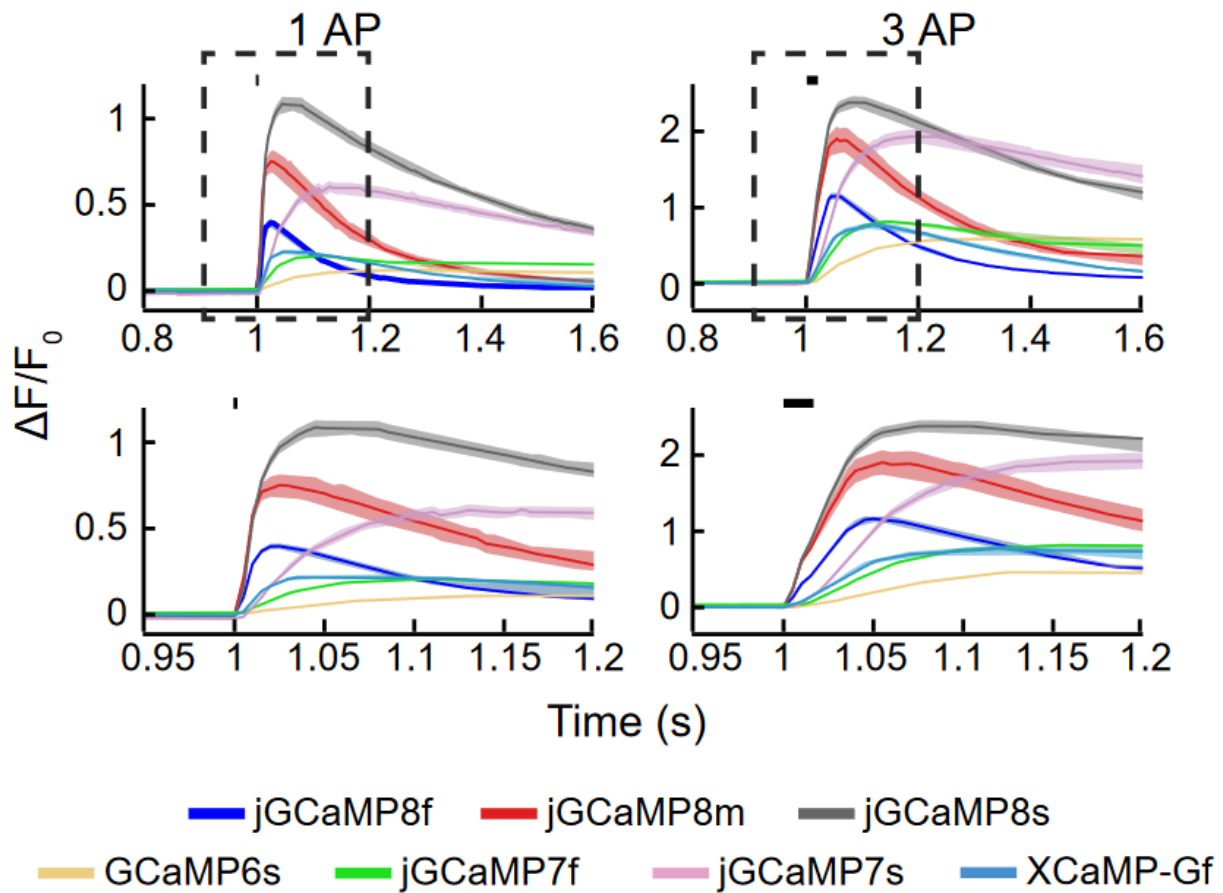 1 AP 3 AP
1
0.5
0
0.8 1 1.2 1.4 1.6
2
1
0
0.8 1 1.2 1.4 1.6
ΔF/F0
1
0.5
0
0.95 1 1.05 1.1 1.15 1.2
2
1
0
0.95 1 1.05 1.1 1.15 1.2
Time (s)
jGCaMP8f jGCaMP8m jGCaMP8s
GCaMP6s jGCaMP7f jGCaMP7s XCaMP-Gf